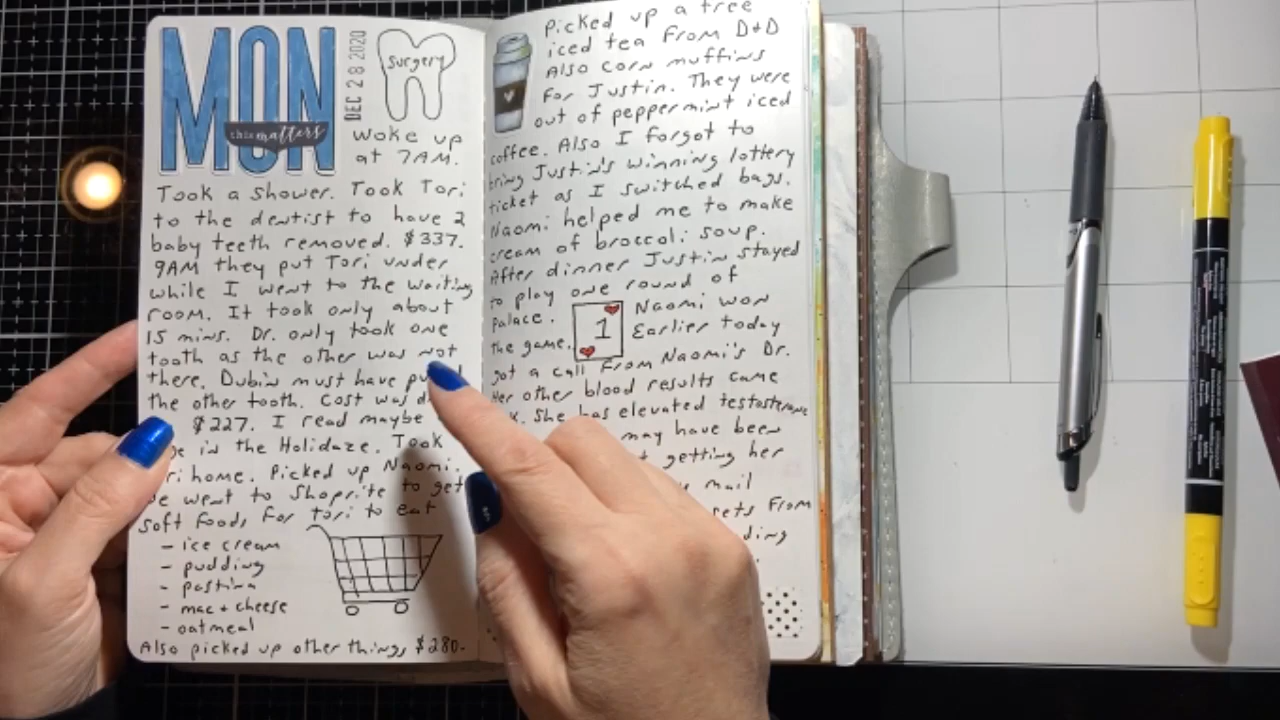 MON
this matters
DEC 28 2020
Surgery
Woke up
at 7AM.
Took a shower. Took Tori
to the dentist to have 2
baby teeth removed. $337.
9AM they put Tori under
while I went to the waiting
room. It took only about
15 mins. Dr. only took one
tooth as the other was not
there. Dubin must have
the other tooth. Cost was
$227. I read maybe
in the Holidaze. Took
home. Picked up Naomi.
we went to Shoprite to get
soft foods for Tori to eat
- ice cream
- pudding
- pastina
- mac + cheese
- oatmeal
Also picked up other things $280.
Picked up a free
iced tea from D+D
Also corn muffins
for Justin. They were
out of peppermint iced
coffee. Also I forgot to
bring Justin's winning lottery
ticket as I switched bags.
Naomi helped me to make
cream of broccoli soup.
After dinner Justin stayed
to play one round of
palace. Naomi won
the game. Earlier today
1
got a call from Naomi's Dr.
Her other blood results came
She has elevated testosterone
may have been
getting her
mail
from